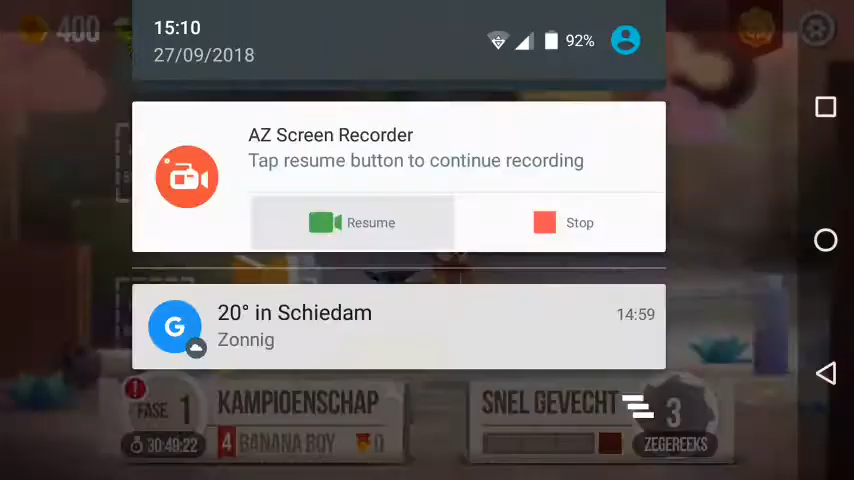 400
15:10
92%
27/09/2018
AZ Screen Recorder
Tap resume button to continue recording
Resume
Stop
20° in Schiedam
14:59
Zonnig
G
FASE 1
KAMPIOENSCHAP
30:49:22
4 BANANA BOY
0
SNEL GEVECHT
3
ZEGEREEKS